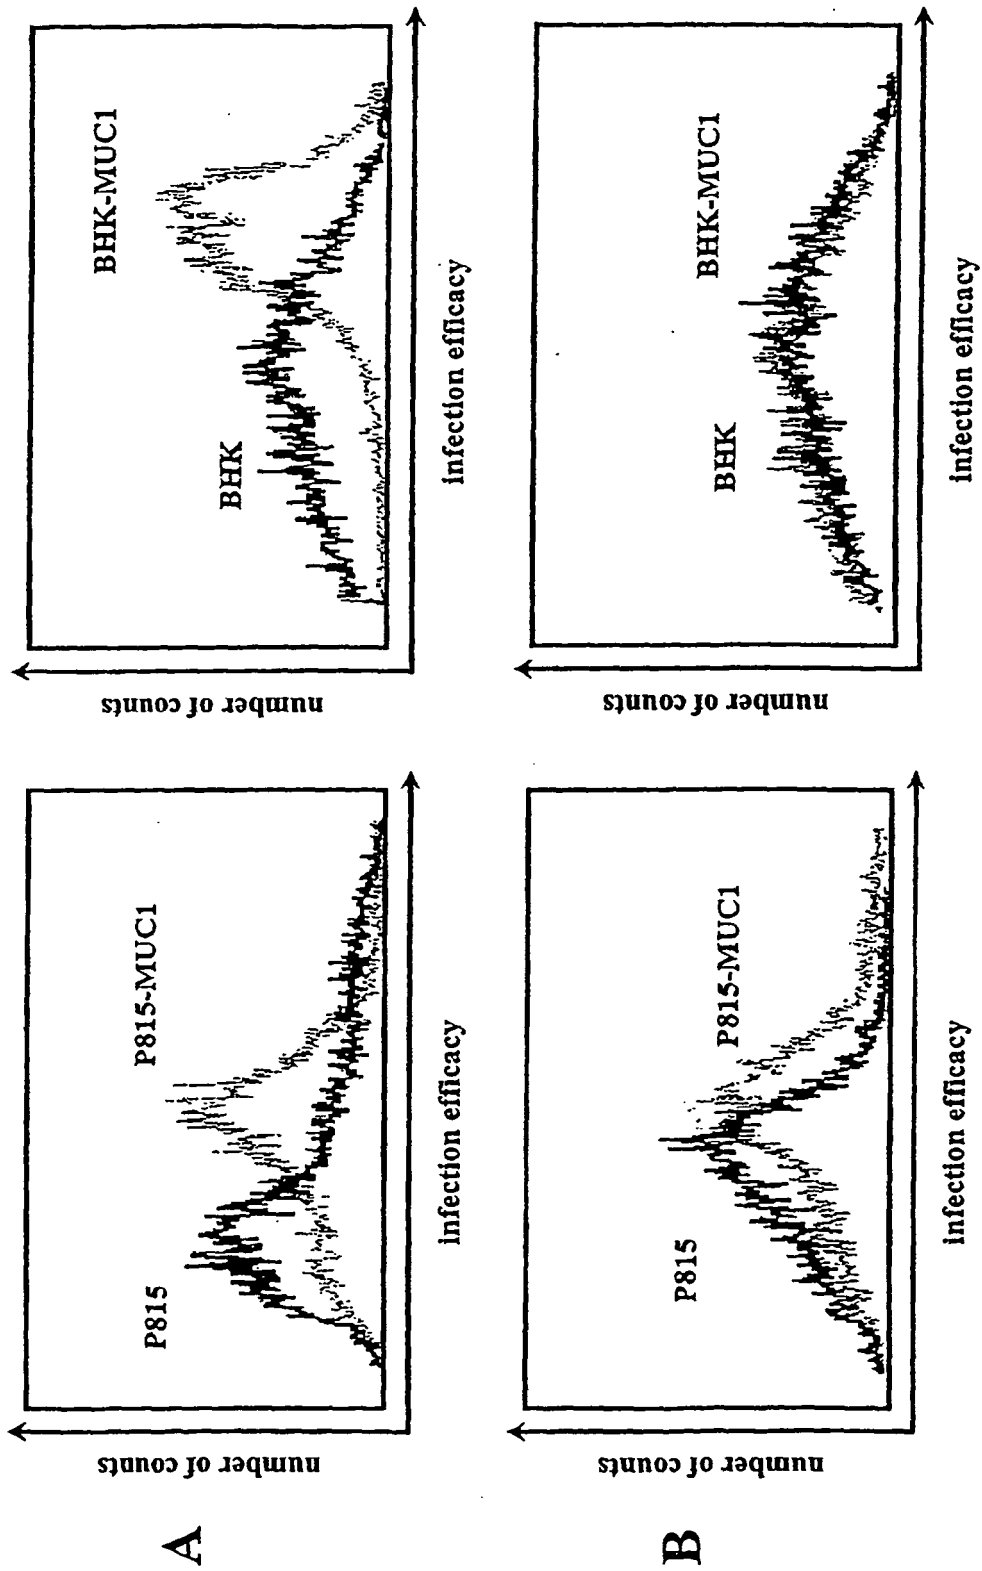 A
number of counts
P815
P815-MUC1
infection efficacy
number of counts
BHK
BHK-MUC1
infection efficacy
B
number of counts
P815
P815-MUC1
infection efficacy
number of counts
BHK
BHK-MUC1
infection efficacy